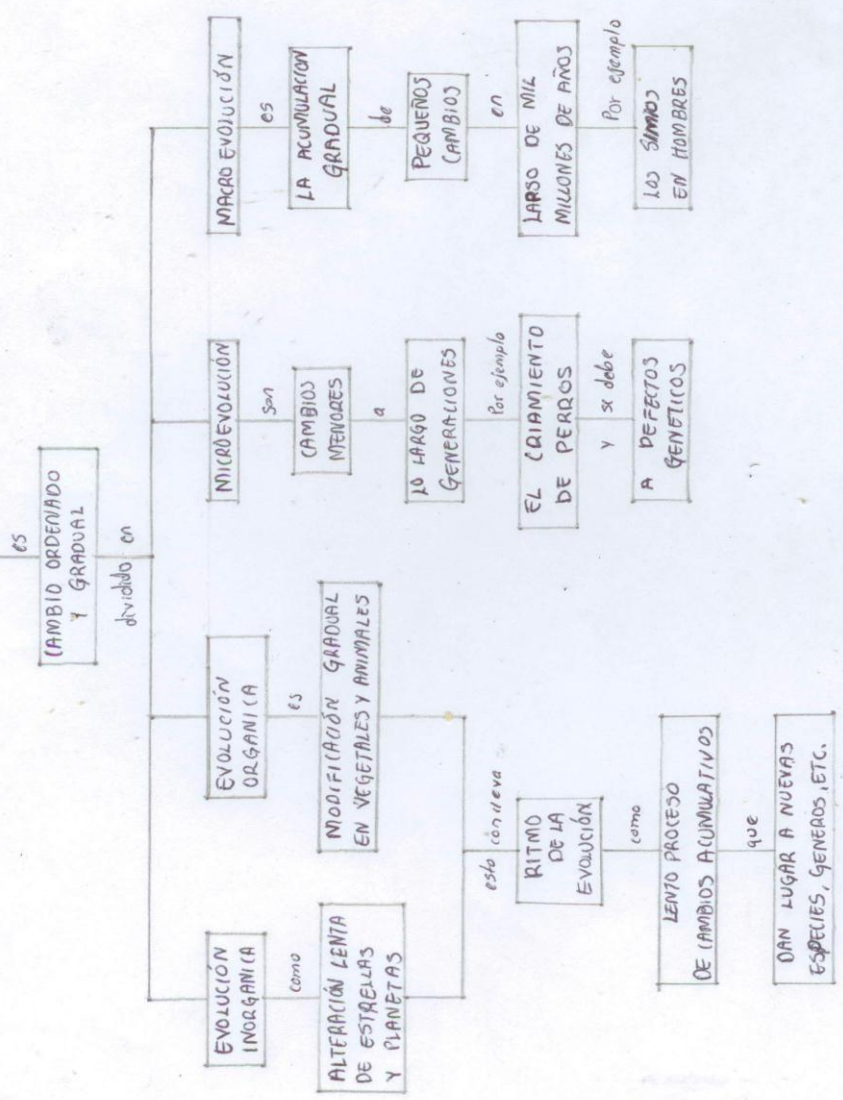 es
CAMBIO ORDENADO
Y GRADUAL
dividido en
EVOLUCIÓN
INORGANICA
como
ALTERACIÓN LENTA
DE ESTRELLAS
Y PLANETAS
EVOLUCIÓN
ORGANICA
es
MODIFICACIÓN GRADUAL
EN VEGETALES Y ANIMALES
esto conlleva
RITMO
DE LA
EVOLUCIÓN
como
LENTO PROCESO
DE CAMBIOS ACUMULATIVOS
que
DAN LUGAR A NUEVAS
ESPECIES, GENEROS, ETC.
MICROEVOLUCIÓN
son
CAMBIOS
MENORES
a
LO LARGO DE
GENERACIONES
Por ejemplo
EL CRIAMIENTO
DE PERROS
y se debe
A DEFECTOS
GENETICOS
MACRO EVOLUCIÓN
es
LA ACUMULACION
GRADUAL
de
PEQUEÑOS
CAMBIOS
en
LARSO DE MIL
MILLONES DE AÑOS
Por ejemplo
LOS SIMIOS
EN HOMBRES